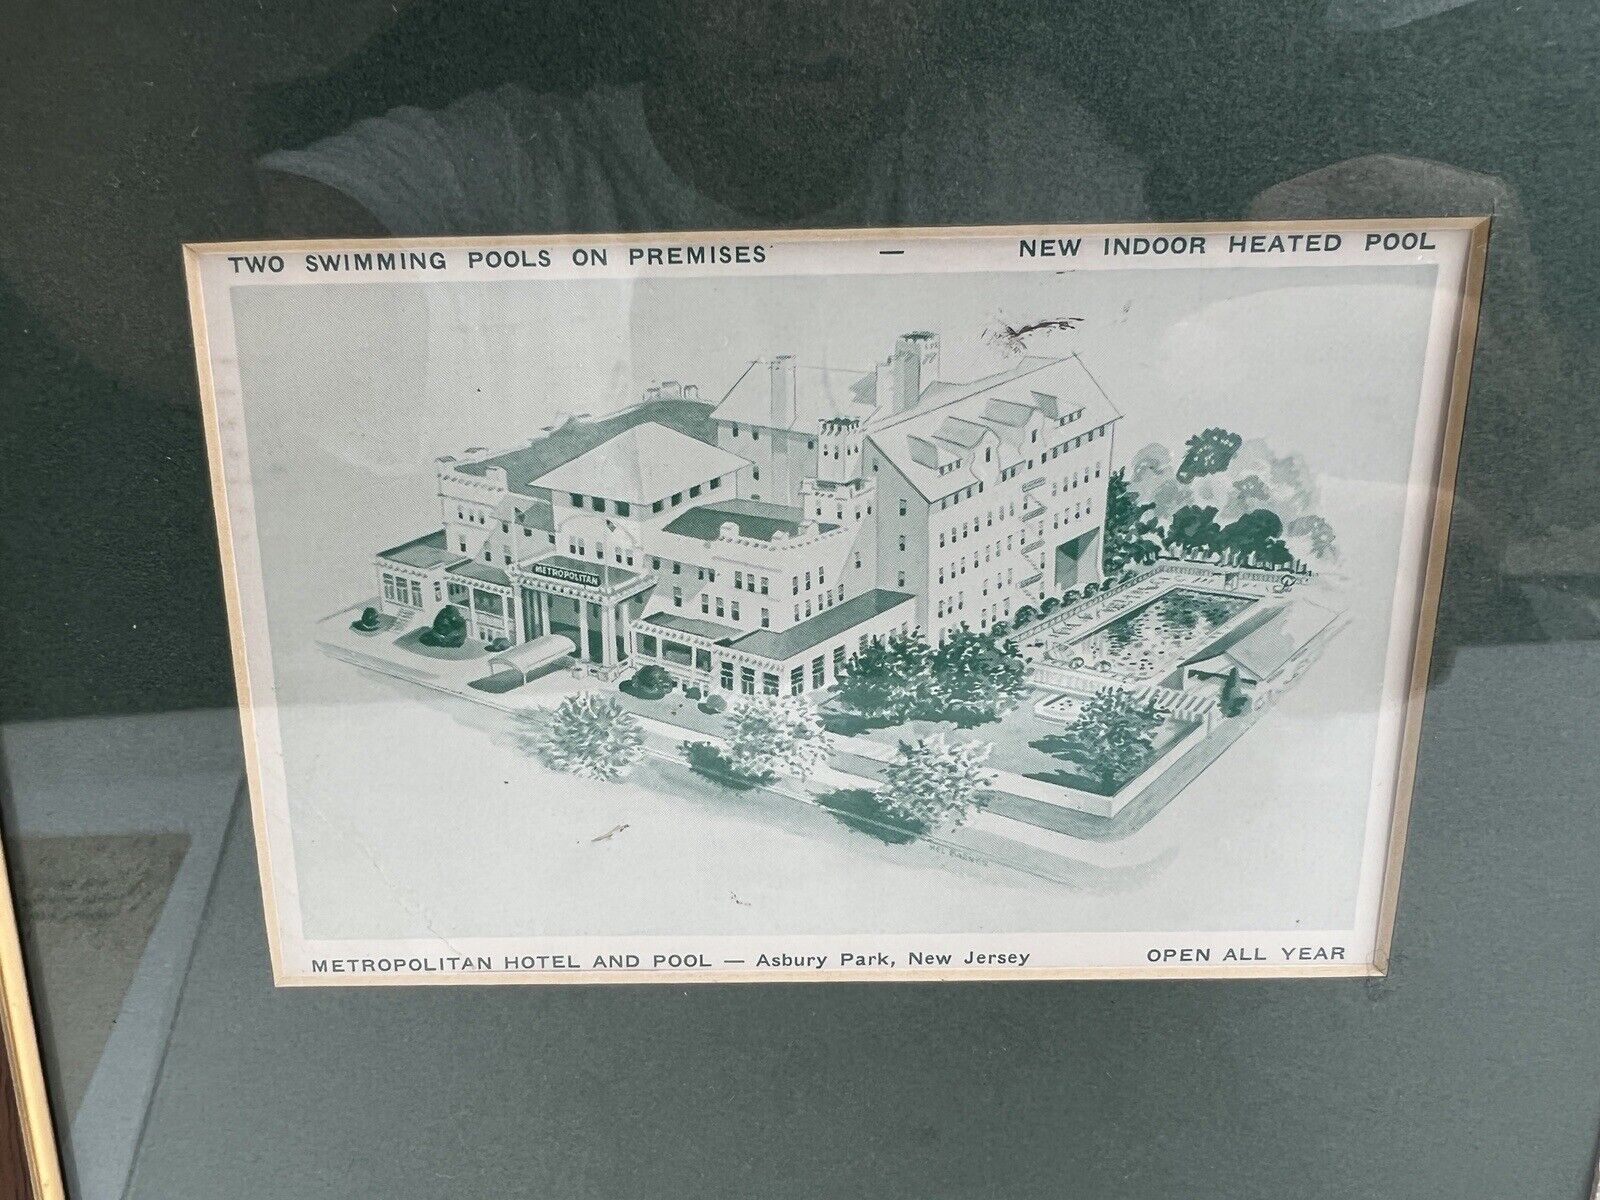 TWO SWIMMING POOLS ON PREMISES — NEW INDOOR HEATED POOL
METROPOLITAN
METROPOLITAN HOTEL AND POOL — Asbury Park, New Jersey OPEN ALL YEAR